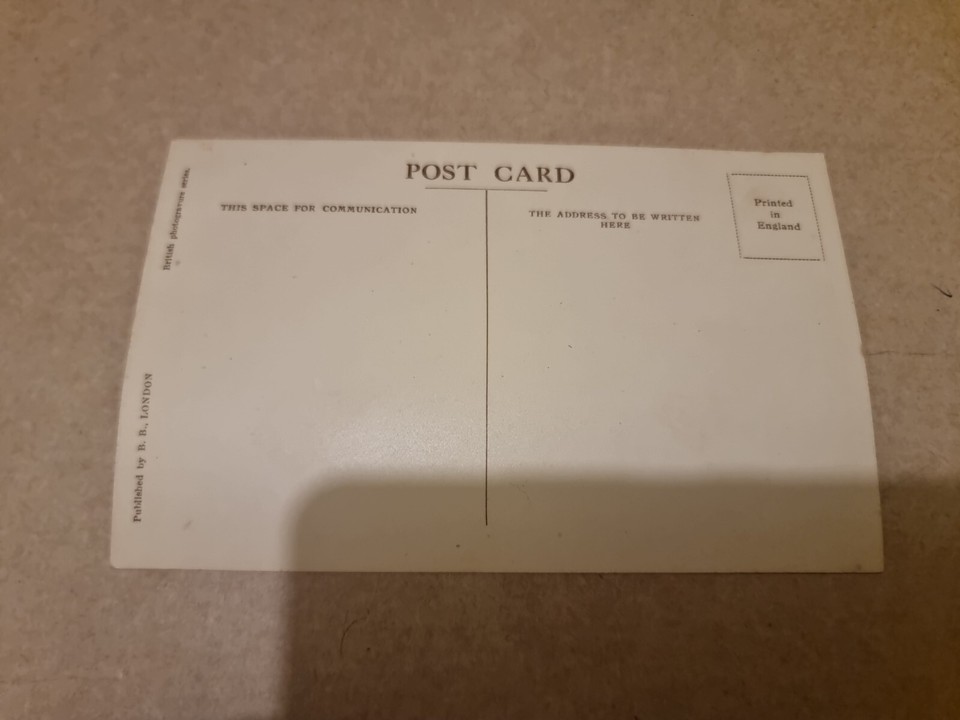 POST CARD
THIS SPACE FOR COMMUNICATION
THE ADDRESS TO BE WRITTEN
HERE
Printed
in
England
British photogravure series.
Published by B. B., LONDON